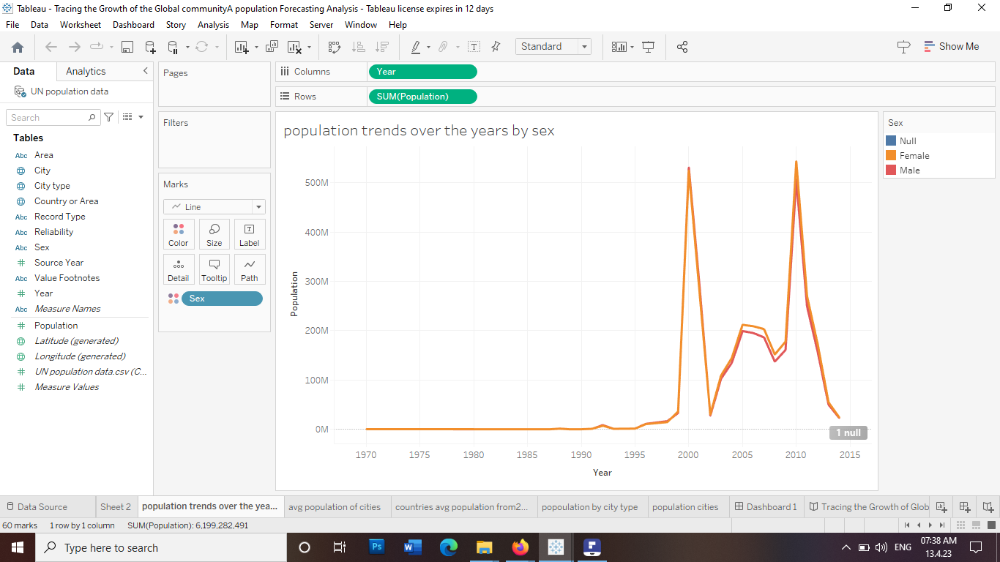 Tableau - Tracing the Growth of the Global communityA population Forecasting Analysis - Tableau license expires in 12 days
File Data Worksheet Dashboard Story Analysis Map Format Server Window Help
Standard
Show Me
Data Analytics
UN population data
Search
Tables
Abc Area
City
City type
Country or Area
Abc Record Type
Abc Reliability
Abc Sex
Source Year
Value Footnotes
Year
Abc Measure Names
Population
Latitude (generated)
Longitude (generated)
UN population data.csv (C...
Measure Values
Pages
Filters
Marks
Line
Color Size Label
Detail Tooltip Path
Sex
Columns Year
Rows SUM(Population)
population trends over the years by sex
500M
400M
300M
200M
100M
0M
Population
1 null
1970 1975 1980 1985 1990 1995 2000 2005 2010 2015
Year
Sex
Null
Female
Male
Data Source Sheet 2 population trends over the yea... avg population of cities countries avg population from2... popoulation by city type population cities Dashboard 1 Tracing the Growth of Glob
60 marks 1 row by 1 column SUM(Population): 6,199,282,491
Type here to search
ENG
07:38 AM
13.4.23